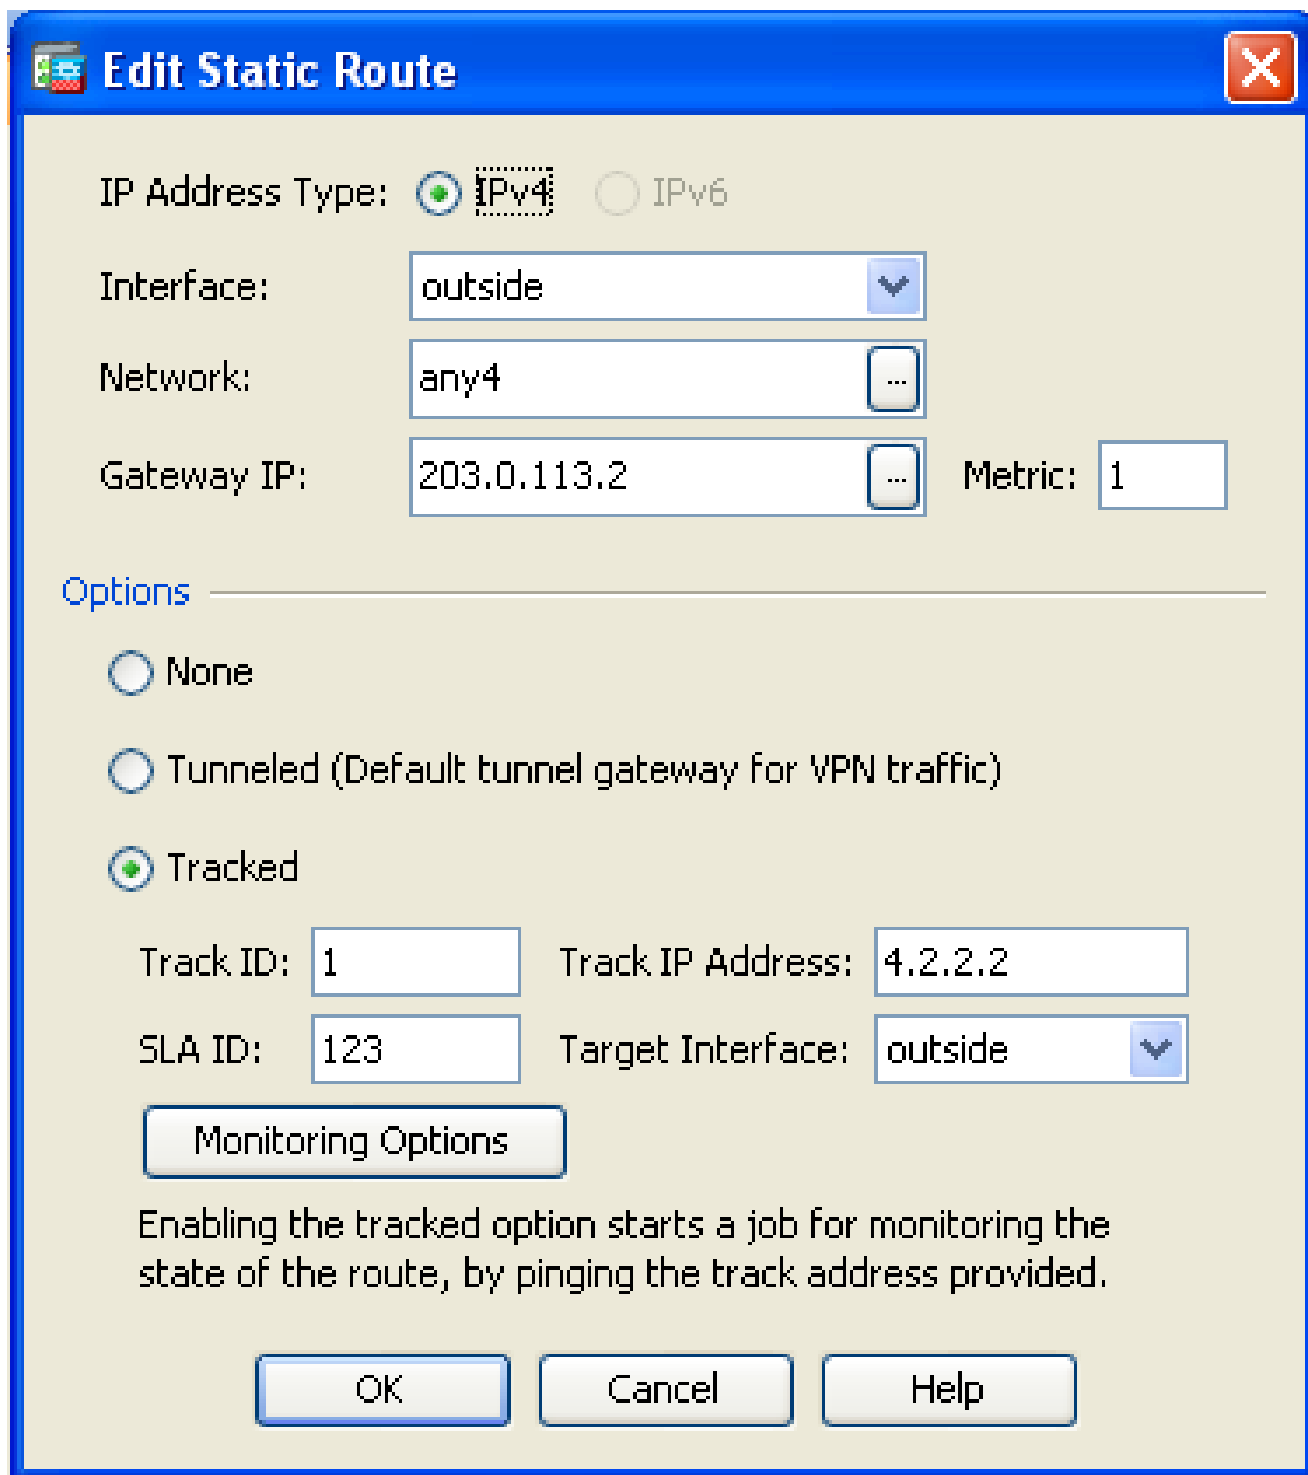 Edit Static Route
IP Address Type: IPv4 IPv6
Interface: outside
Network: any4 ...
Gateway IP: 203.0.113.2 ... Metric: 1
Options
None
Tunneled (Default tunnel gateway for VPN traffic)
Tracked
Track ID: 1 Track IP Address: 4.2.2.2
SLA ID: 123 Target Interface: outside
Monitoring Options
Enabling the tracked option starts a job for monitoring the
state of the route, by pinging the track address provided.
OK Cancel Help